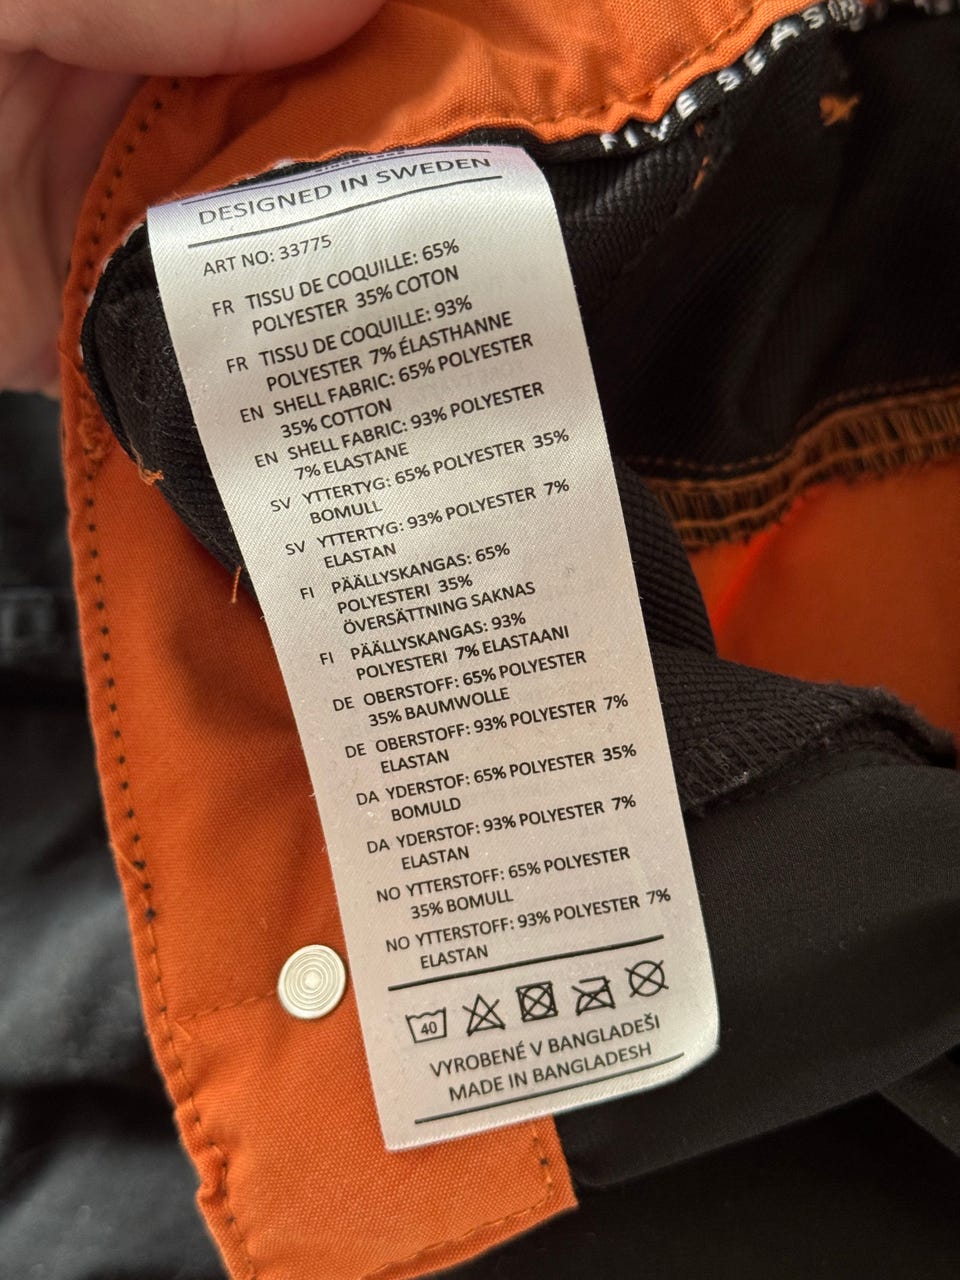 FIVE SEASON
DESIGNED IN SWEDEN
ART NO: 33775
FR TISSU DE COQUILLE: 65%
POLYESTER 35% COTON
FR TISSU DE COQUILLE: 93%
POLYESTER 7% ÉLASTHANNE
EN SHELL FABRIC: 65% POLYESTER
35% COTTON
EN SHELL FABRIC: 93% POLYESTER
7% ELASTANE
SV YTTERTYG: 65% POLYESTER 35%
BOMULL
SV YTTERTYG: 93% POLYESTER 7%
ELASTAN
FI PÄÄLLYSKANGAS: 65%
POLYESTERI 35%
ÖVERSÄTTNING SAKNAS
FI PÄÄLLYSKANGAS: 93%
POLYESTERI 7% ELASTAANI
DE OBERSTOFF: 65% POLYESTER
35% BAUMWOLLE
DE OBERSTOFF: 93% POLYESTER 7%
ELASTAN
DA YDERSTOF: 65% POLYESTER 35%
BOMULD
DA YDERSTOF: 93% POLYESTER 7%
ELASTAN
NO YTTERSTOFF: 65% POLYESTER
35% BOMULL
NO YTTERSTOFF: 93% POLYESTER 7%
ELASTAN
40
VYROBENÉ V BANGLADEŠI
MADE IN BANGLADESH